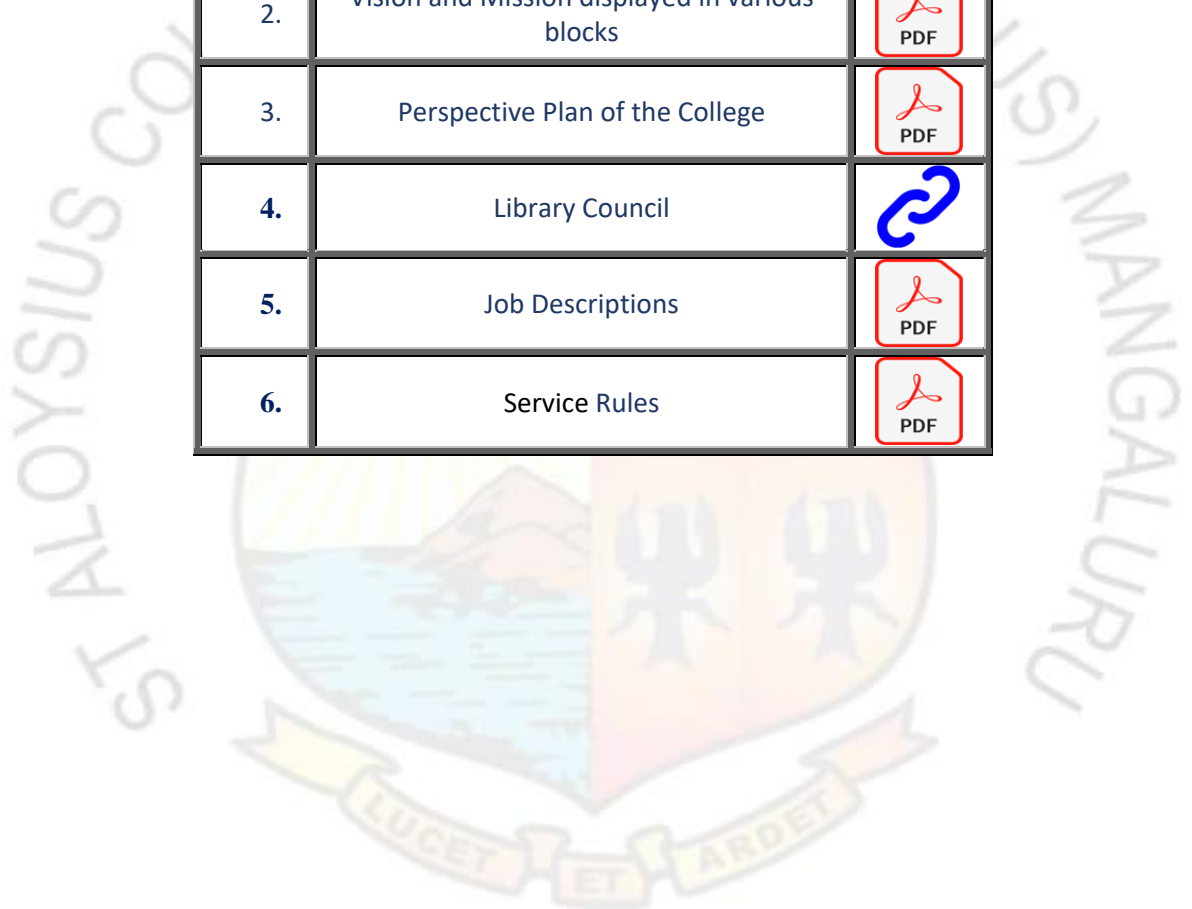 2.
Vision and Mission displayed in various
blocks
PDF
3.
Perspective Plan of the College
PDF
4.
Library Council
5.
Job Descriptions
PDF
6.
Service Rules
PDF
ST ALOYSIUS
US) MANGALURU
LUCET ET ARDET